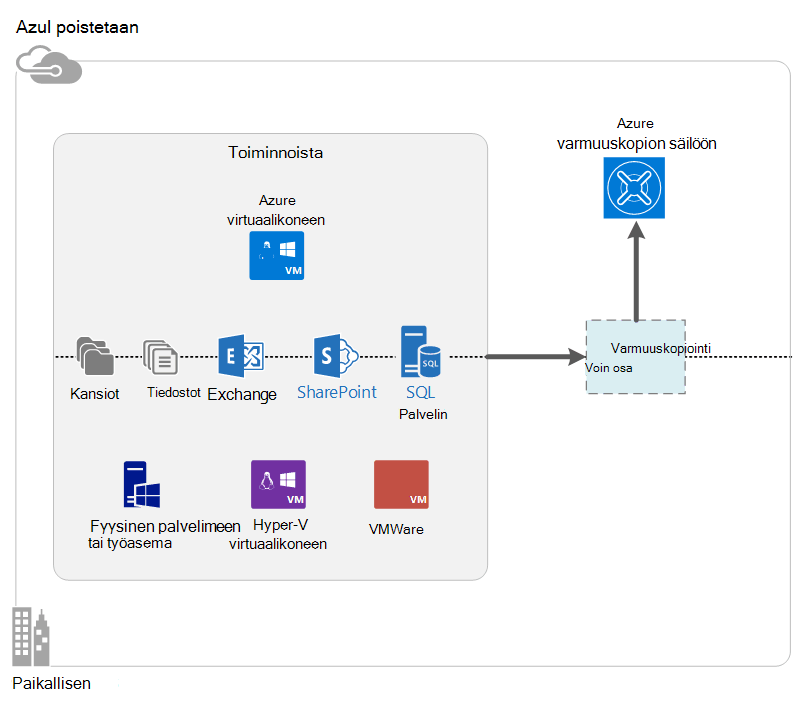 Azul poistetaan
Toiminnoista
Azure
virtuaalikoneen
VM
Azure
varmuuskopion säilöön
Varmuuskopiointi
Voin osa
E
S
SQL
Kansiot
Tiedostot
Exchange
SharePoint
SQL
Palvelin
VM
VM
Fyysinen palvelimeen
tai työasema
Hyper-V
virtuaalikoneen
VMWare
Paikallisen